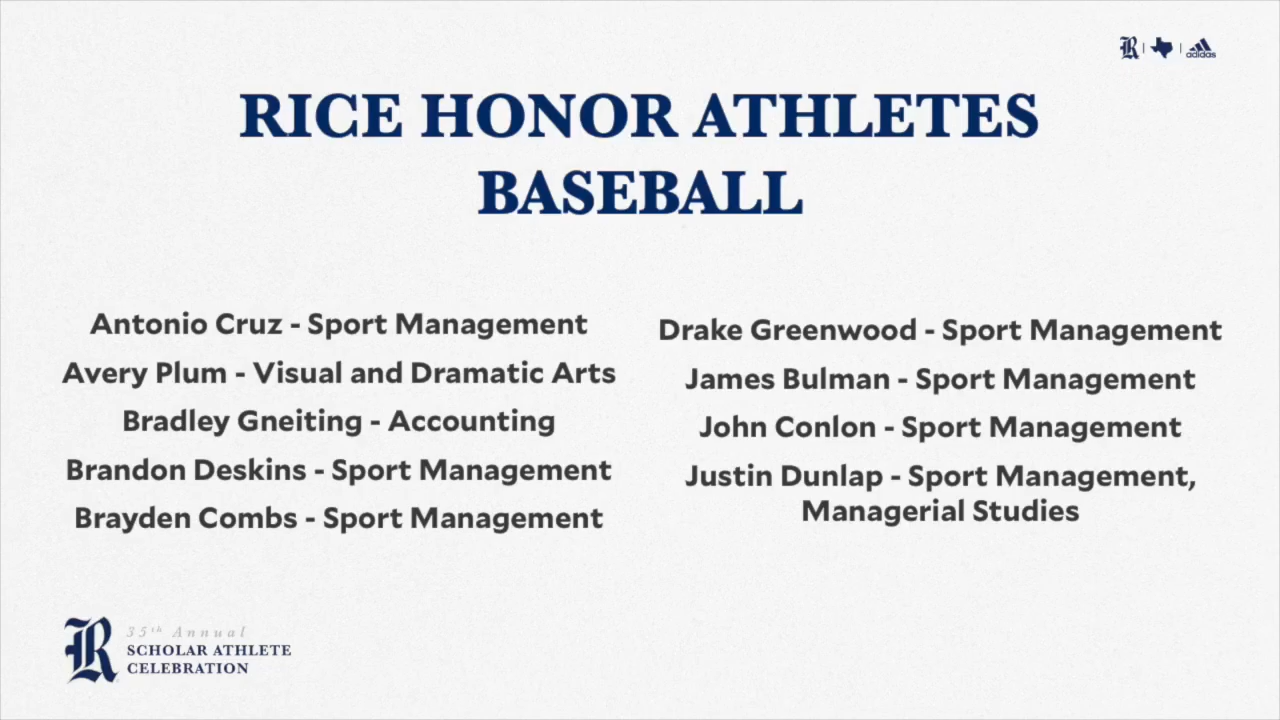 adidas
RICE HONOR ATHLETES
BASEBALL
Antonio Cruz - Sport Management
Avery Plum - Visual and Dramatic Arts
Bradley Gneiting - Accounting
Brandon Deskins - Sport Management
Brayden Combs - Sport Management
Drake Greenwood - Sport Management
James Bulman - Sport Management
John Conlon - Sport Management
Justin Dunlap - Sport Management,
Managerial Studies
R
35th Annual
SCHOLAR ATHLETE
CELEBRATION